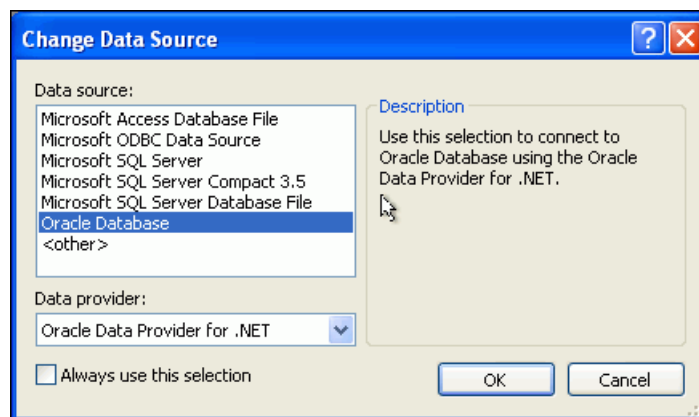 Change Data Source
Data source:
Microsoft Access Database File
Microsoft ODBC Data Source
Microsoft SQL Server
Microsoft SQL Server Compact 3.5
Microsoft SQL Server Database File
Oracle Database
<other>
Description
Use this selection to connect to
Oracle Database using the Oracle
Data Provider for .NET.
Data provider:
Oracle Data Provider for .NET
Always use this selection
OK
Cancel